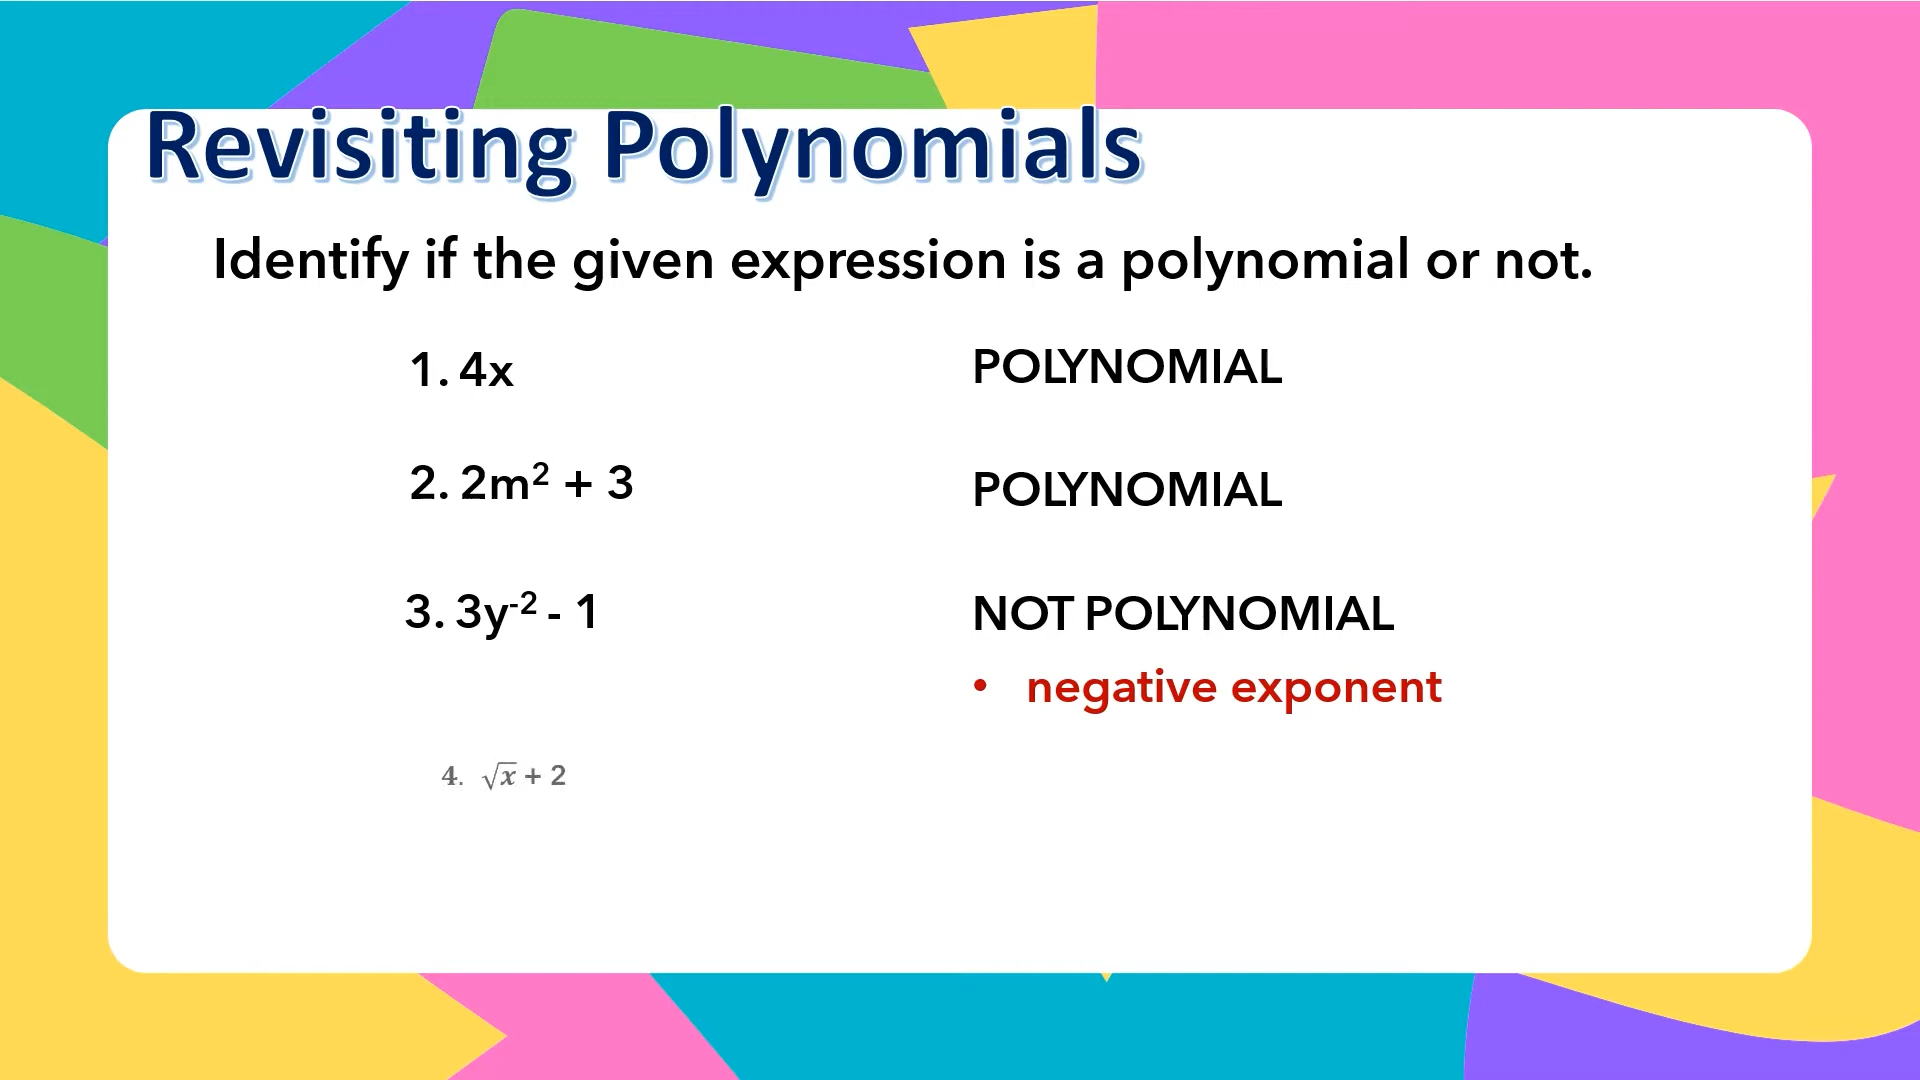 Revisiting Polynomials
Identify if the given expression is a polynomial or not.
1. 4x
POLYNOMIAL
2. 2m² + 3
POLYNOMIAL
3. 3y⁻² - 1
NOT POLYNOMIAL
• negative exponent
4. √x + 2